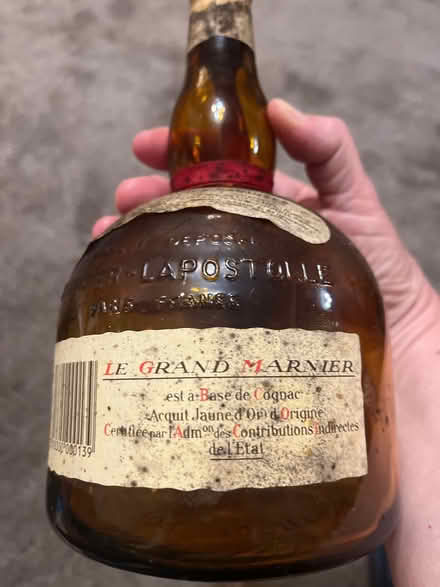 DEPOSE
-LAPOSTOLLE
PARIS-FRANCE
LE GRAND MARNIER
est à Base de Cognac
Acquit Jaune d'Or d'Origine
Certifiée par l'Admon des Contributions indirectes
de l'Etat
000139